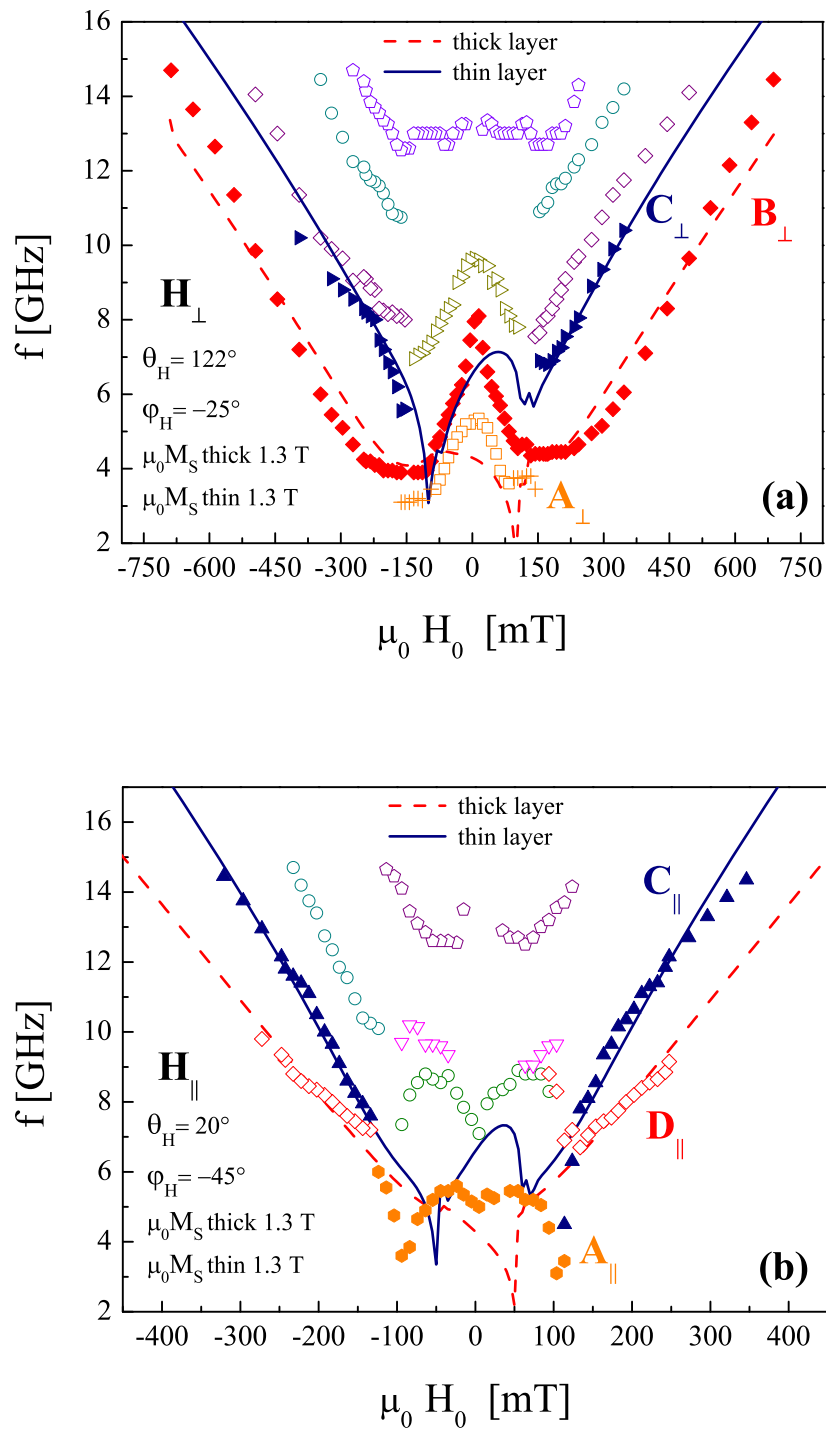 16
14
12
10
8
6
4
2
f [GHz]
thick layer
thin layer
C⊥
B⊥
H⊥
θH= 122°
φH= −25°
μ0MS thick 1.3 T
μ0MS thin 1.3 T
A⊥
(a)
-750 -600 -450 -300 -150 0 150 300 450 600 750
μ0 H0 [mT]
16
14
12
10
8
6
4
2
f [GHz]
thick layer
thin layer
C||
H||
D||
θH= 20°
φH= −45°
μ0MS thick 1.3 T
μ0MS thin 1.3 T
A||
(b)
-400 -300 -200 -100 0 100 200 300 400
μ0 H0 [mT]